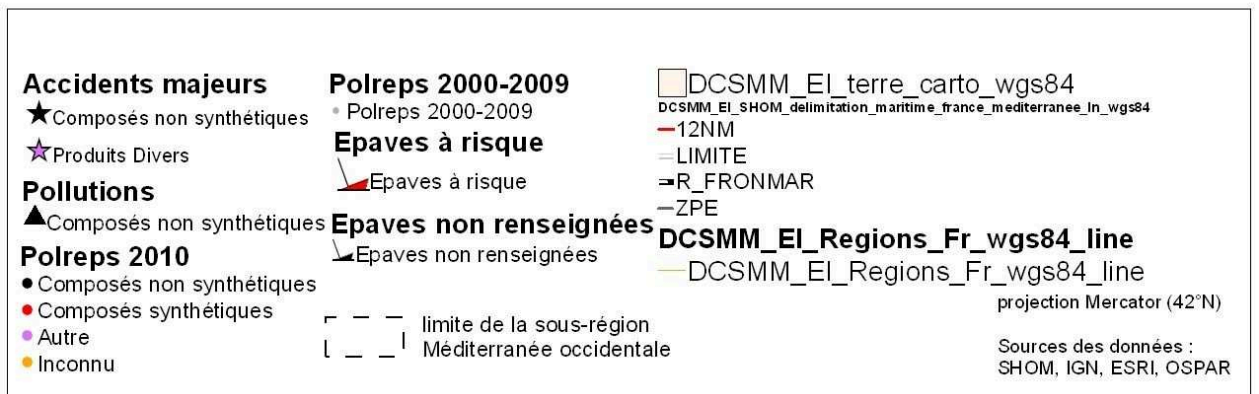 Accidents majeurs
Composés non synthétiques
Produits Divers
Pollutions
Composés non synthétiques
Polreps 2010
Composés non synthétiques
Composés synthétiques
Autre
Inconnu
Polreps 2000-2009
Polreps 2000-2009
Epaves à risque
Epaves à risque
Epaves non renseignées
Epaves non renseignées
limite de la sous-région
Méditerranée occidentale
DCSMM_EI_terre_carto_wgs84
DCSMM_EI_SHOM_delimitation_maritime_france_mediterranee_ln_wgs84
12NM
LIMITE
R_FRONMAR
ZPE
DCSMM_EI_Regions_Fr_wgs84_line
DCSMM_EI_Regions_Fr_wgs84_line
projection Mercator (42°N)
Sources des données :
SHOM, IGN, ESRI, OSPAR